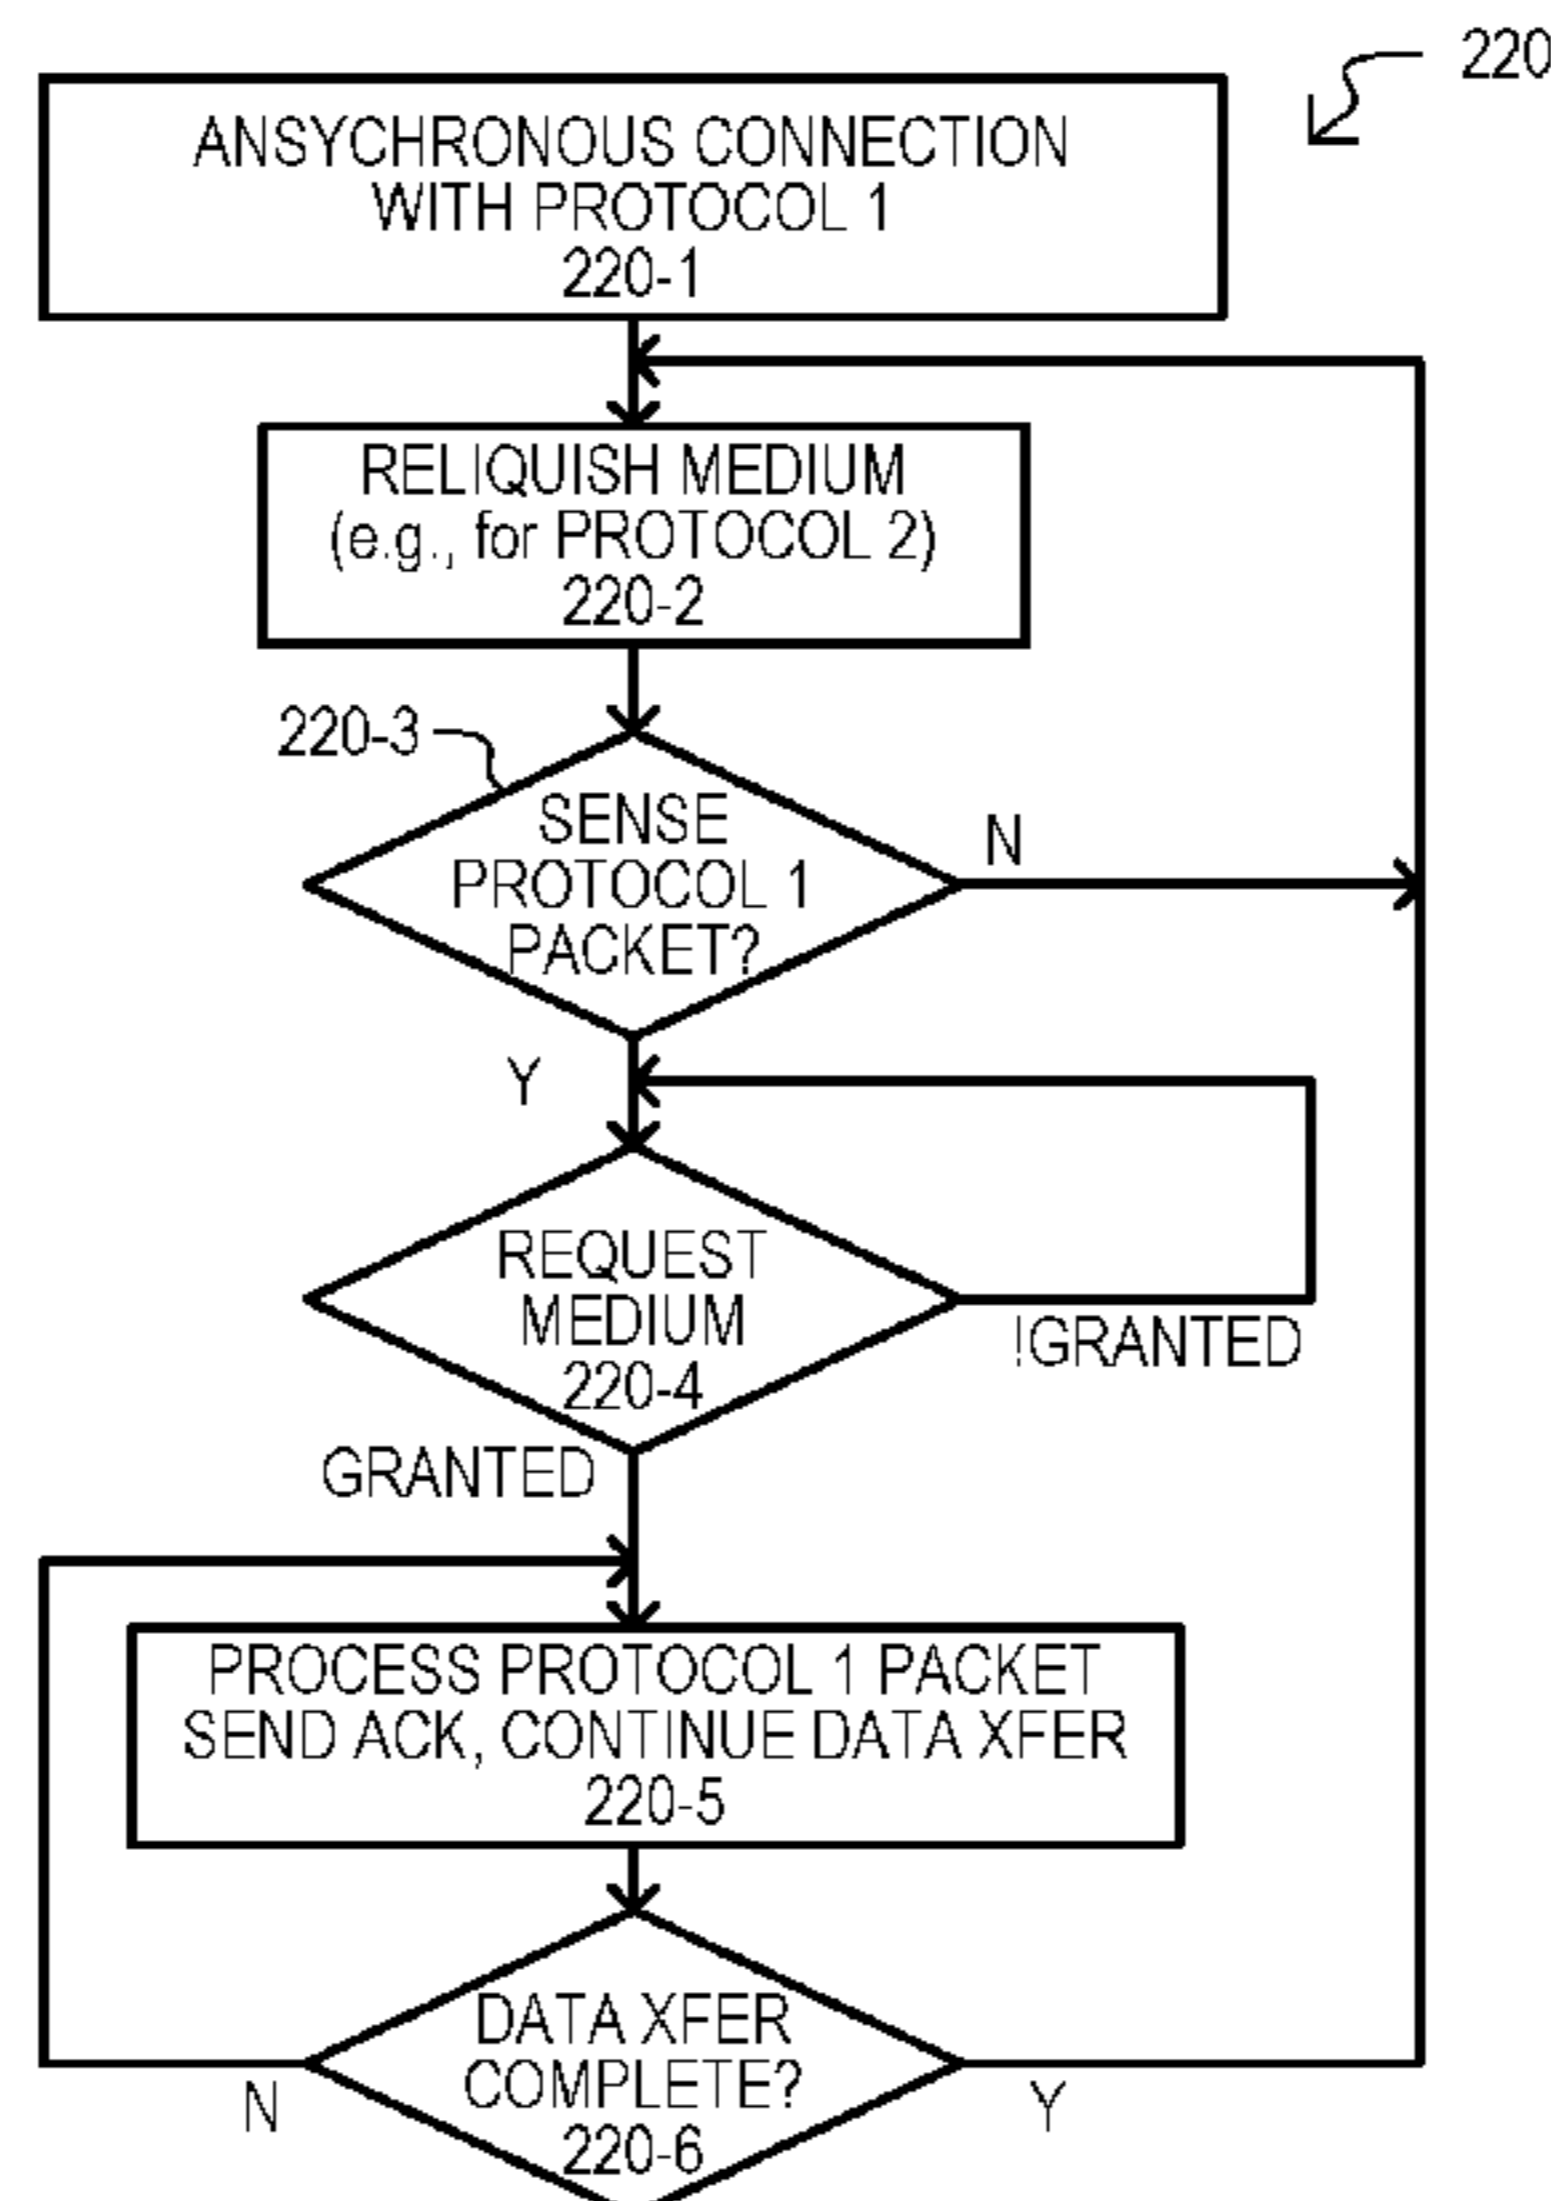 220
ANSYCHRONOUS CONNECTION
WITH PROTOCOL 1
220-1
RELIQUISH MEDIUM
(e.g., for PROTOCOL 2)
220-2
220-3
SENSE
PROTOCOL 1
PACKET?
N
Y
REQUEST
MEDIUM
220-4
!GRANTED
GRANTED
PROCESS PROTOCOL 1 PACKET
SEND ACK, CONTINUE DATA XFER
220-5
DATA XFER
COMPLETE?
220-6
N
Y